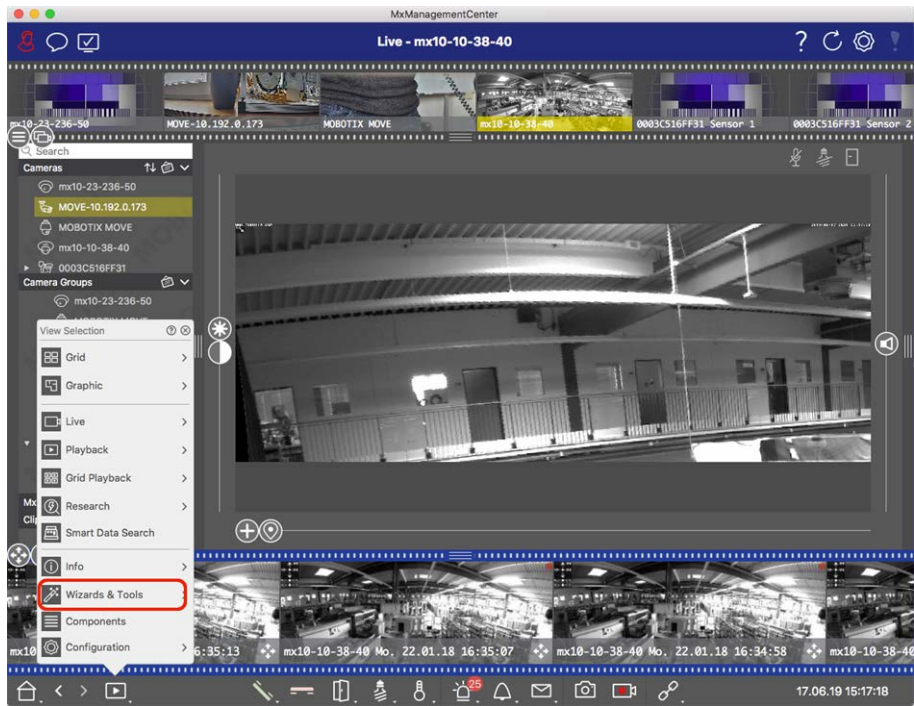 MxManagementCenter
Live - mx10-10-38-40
mx10-23-236-50
MOVE-10.192.0.173
MOBOTIX MOVE
mx10-10-38-40
0003C516FF31 Sensor 1
0003C516FF31 Sensor 2
Search
Cameras
mx10-23-236-50
MOVE-10.192.0.173
MOBOTIX MOVE
mx10-10-38-40
0003C516FF31
Camera Groups
mx10-23-236-50
View Selection
Grid
Graphic
Live
Playback
Grid Playback
Research
Smart Data Search
Info
Wizards & Tools
Components
Configuration
6:35:13
mx10-10-38-40 Mo. 22.01.18 16:35:07
mx10-10-38-40 Mo. 22.01.18 16:34:58
mx10-10-38-40
25
17.06.19 15:17:18